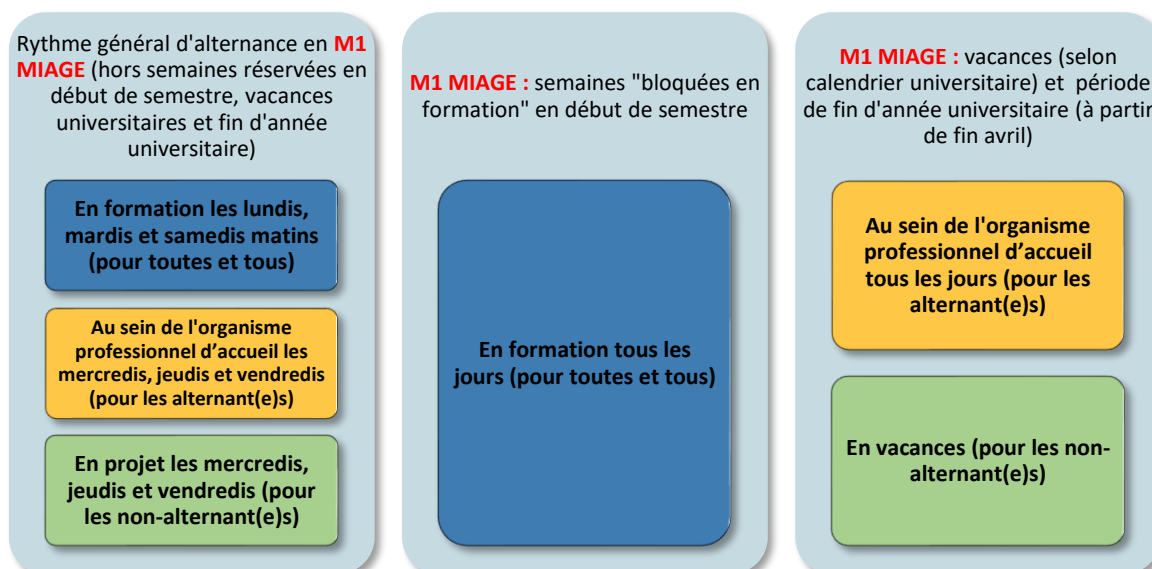 Rythme général d'alternance en M1
MIAGE (hors semaines réservées en
début de semestre, vacances
universitaires et fin d'année
universitaire)
En formation les lundis,
mardis et samedis matins
(pour toutes et tous)
Au sein de l'organisme
professionnel d’accueil les
mercredis, jeudis et vendredis
(pour les alternant(e)s)
En projet les mercredis,
jeudis et vendredis (pour
les non-alternant(e)s)
M1 MIAGE : semaines "bloquées en
formation" en début de semestre
En formation tous les
jours (pour toutes et tous)
M1 MIAGE : vacances (selon
calendrier universitaire) et période
de fin d'année universitaire (à partir
de fin avril)
Au sein de l'organisme
professionnel d’accueil
tous les jours (pour les
alternant(e)s)
En vacances (pour les non-
alternant(e)s)